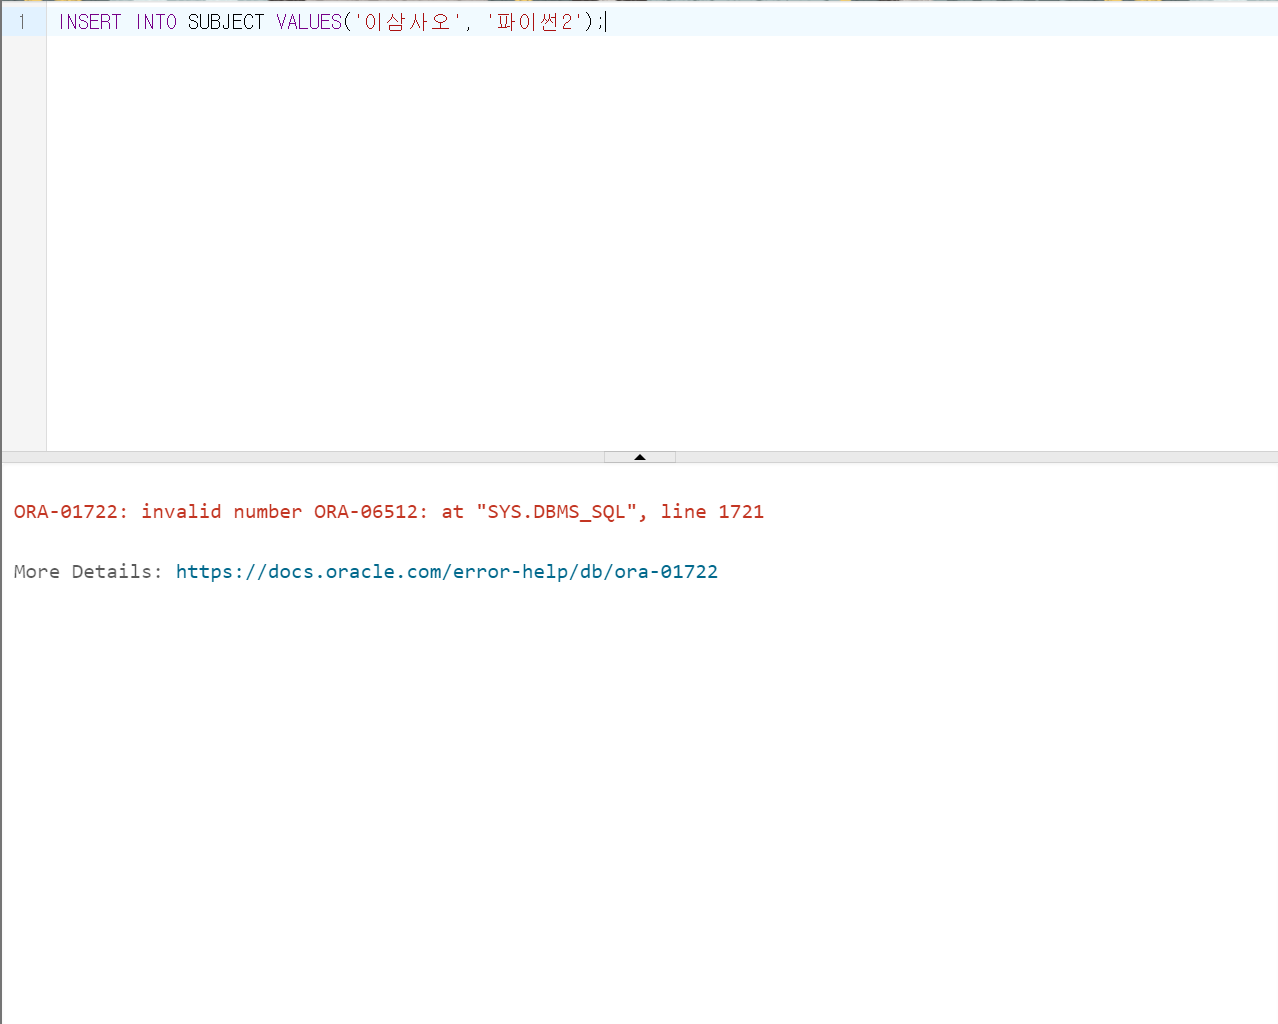 1 INSERT INTO SUBJECT VALUES('이삼사오', '파이썬2');
ORA-01722: invalid number ORA-06512: at "SYS.DBMS_SQL", line 1721
More Details: https://docs.oracle.com/error-help/db/ora-01722